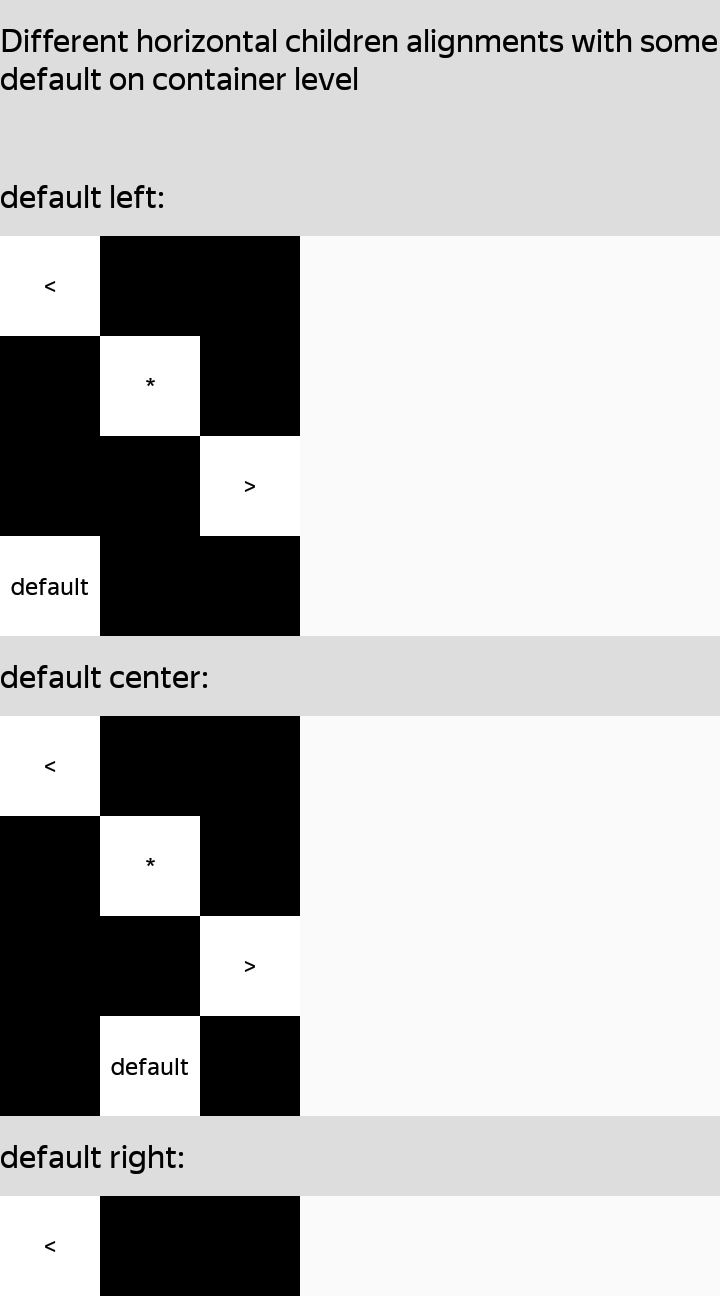 Different horizontal children alignments with some
default on container level
default left:
<
*
>
default
default center:
<
*
>
default
default right:
<